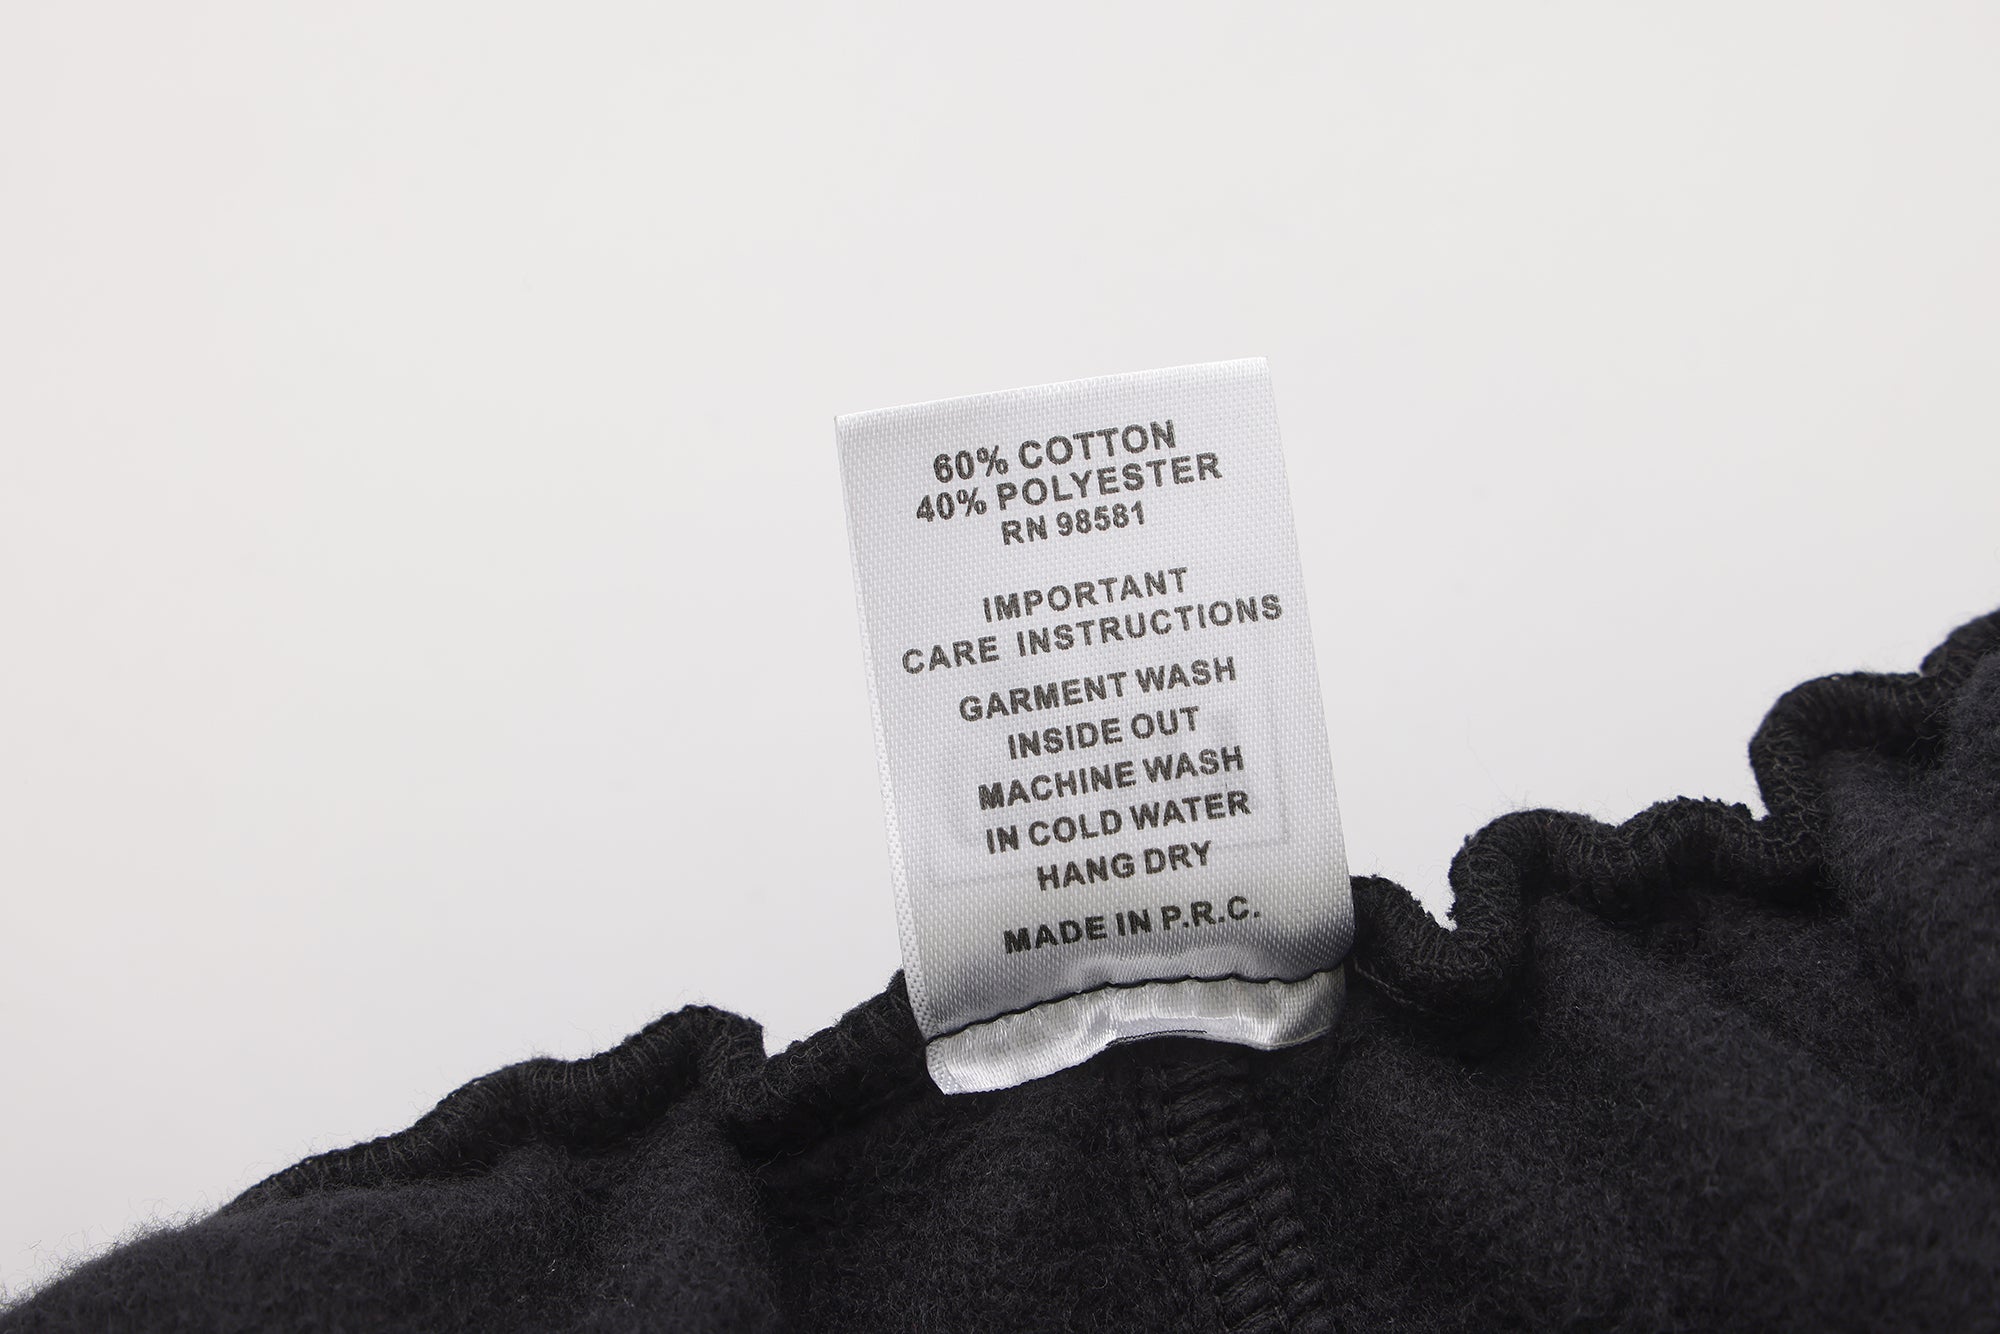 60% COTTON
40% POLYESTER
RN 98581
IMPORTANT
CARE INSTRUCTIONS
GARMENT WASH
INSIDE OUT
MACHINE WASH
IN COLD WATER
HANG DRY
MADE IN P.R.C.